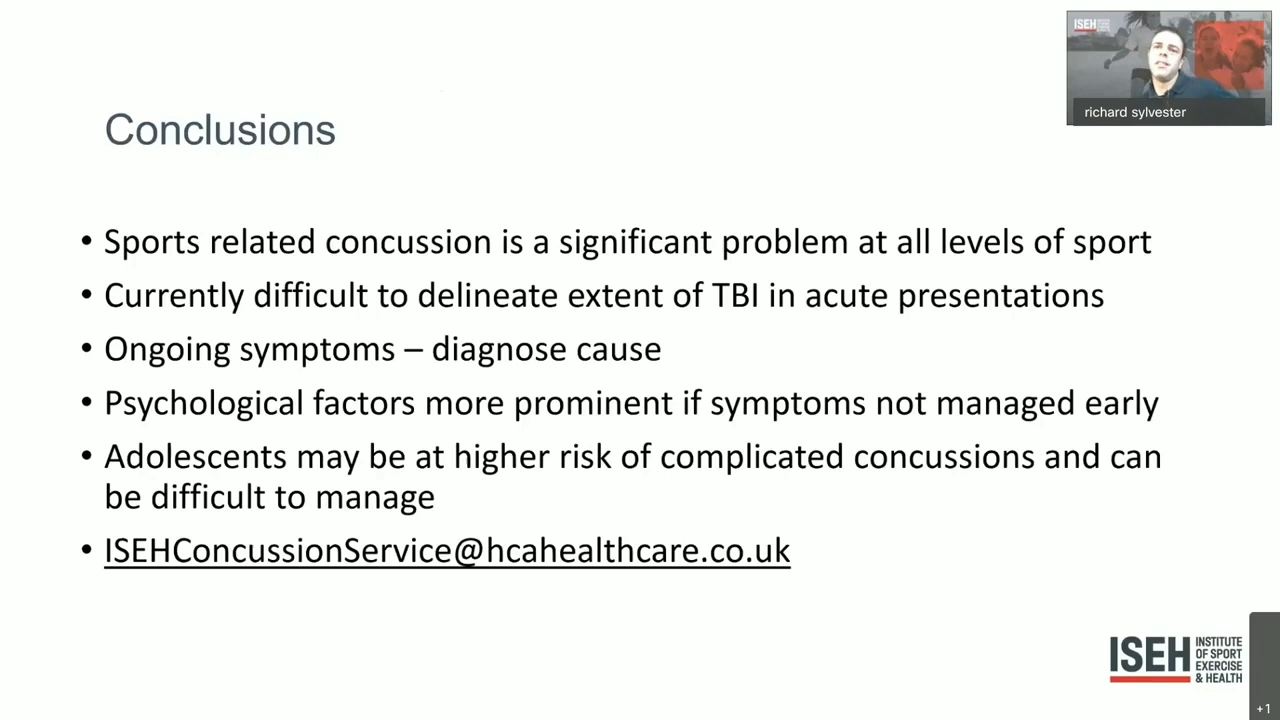 ISEH
richard sylvester
Conclusions
• Sports related concussion is a significant problem at all levels of sport
• Currently difficult to delineate extent of TBI in acute presentations
• Ongoing symptoms – diagnose cause
• Psychological factors more prominent if symptoms not managed early
• Adolescents may be at higher risk of complicated concussions and can
be difficult to manage
• ISEHConcussionService@hcahealthcare.co.uk
ISEH
INSTITUTE
OF SPORT
EXERCISE
& HEALTH
+1